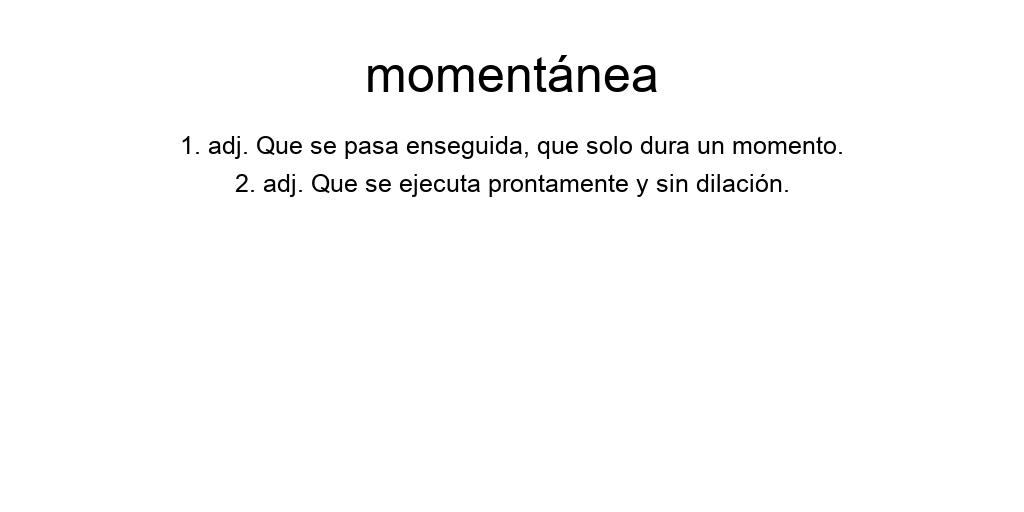 momentánea
1. adj. Que se pasa enseguida, que solo dura un momento.
2. adj. Que se ejecuta prontamente y sin dilación.